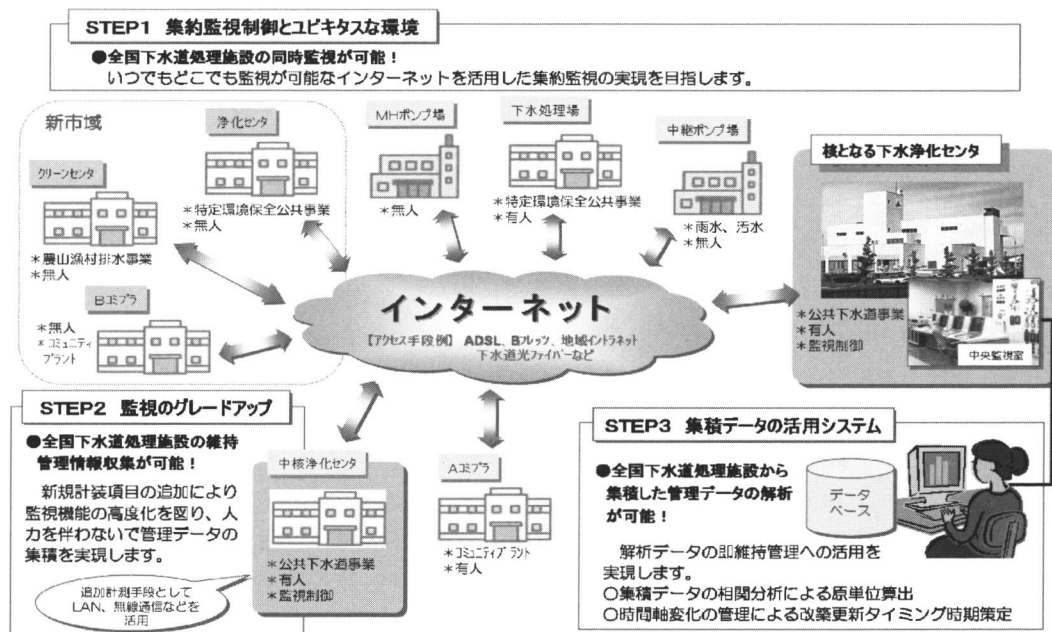 STEP1 集約監視制御とユビキタスな環境
●全国下水道処理施設の同時監視が可能！
いつでもどこでも監視が可能なインターネットを活用した集約監視の実現を目指します。
新市域
浄化センタ
＊特定環境保全公共事業
＊無人
クリーンセンタ
＊農山漁村排水事業
＊無人
Bコミプラ
＊無人
＊コミュニティ
プラント
MHポンプ場
＊無人
下水処理場
＊特定環境保全公共事業
＊有人
中継ポンプ場
＊雨水、汚水
＊無人
核となる下水浄化センタ
＊公共下水道事業
＊有人
＊監視制御
中央監視室
インターネット
【アクセス手段例】 ADSL、Bフレッツ、地域イントラネット
下水道光ファイバーなど
STEP2 監視のグレードアップ
●全国下水道処理施設の維持
管理情報収集が可能！
新規計装項目の追加により
監視機能の高度化を図り、人
力を伴わないで管理データの
集積を実現します。
追加計測手段として
LAN、無線通信などを
活用
中核浄化センタ
＊公共下水道事業
＊有人
＊監視制御
Aコミプラ
＊コミュニティプラント
＊有人
STEP3 集積データの活用システム
●全国下水道処理施設から
集積した管理データの解析
が可能！
データ
ベース
解析データの即維持管理への活用を
実現します。
○集積データの相関分析による原単位算出
○時間軸変化の管理による改築更新タイミング時期策定